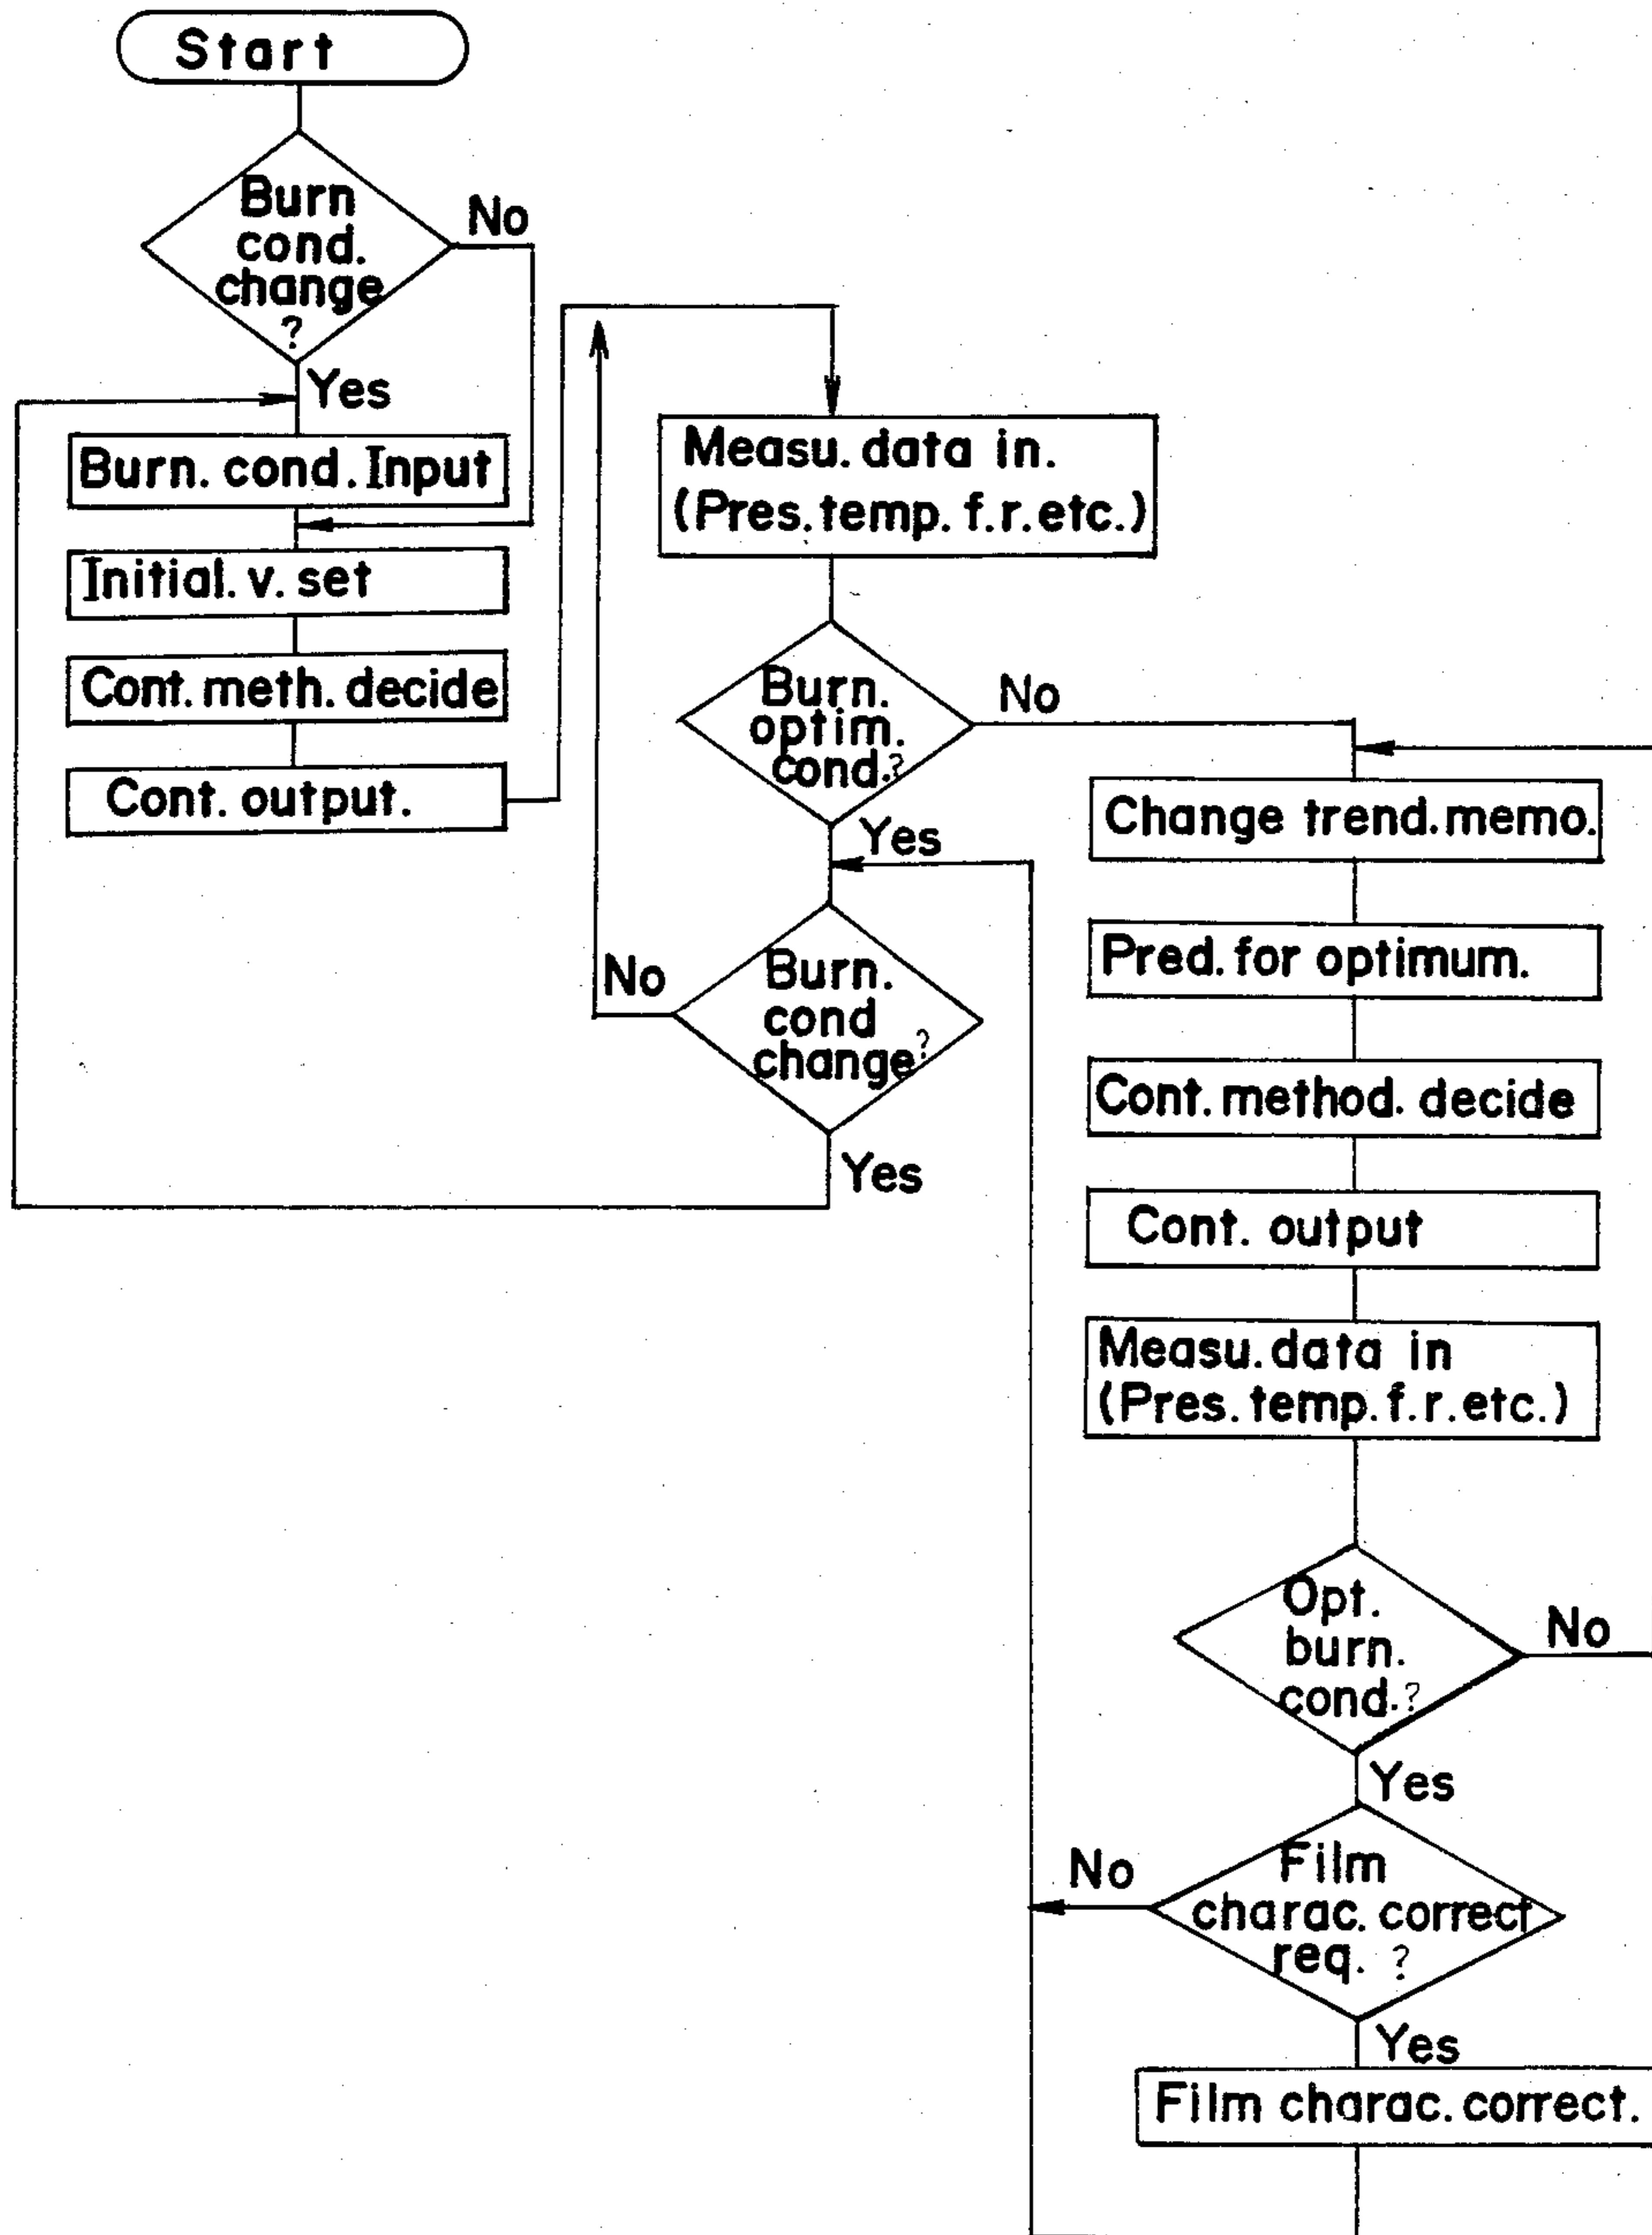 Start
Burn
cond.
change
?
No
Yes
Burn. cond. Input
Initial. v. set
Cont. meth. decide
Cont. output.
Measu. data in.
(Pres. temp. f. r. etc.)
Burn.
optim.
cond.?
No
Yes
Burn.
cond
change?
No
Yes
Change trend. memo.
Pred. for optimum.
Cont. method. decide
Cont. output
Measu. data in
(Pres. temp. f. r. etc.)
Opt.
burn.
cond.?
No
Yes
Film
charac. correct
req. ?
No
Yes
Film charac. correct.